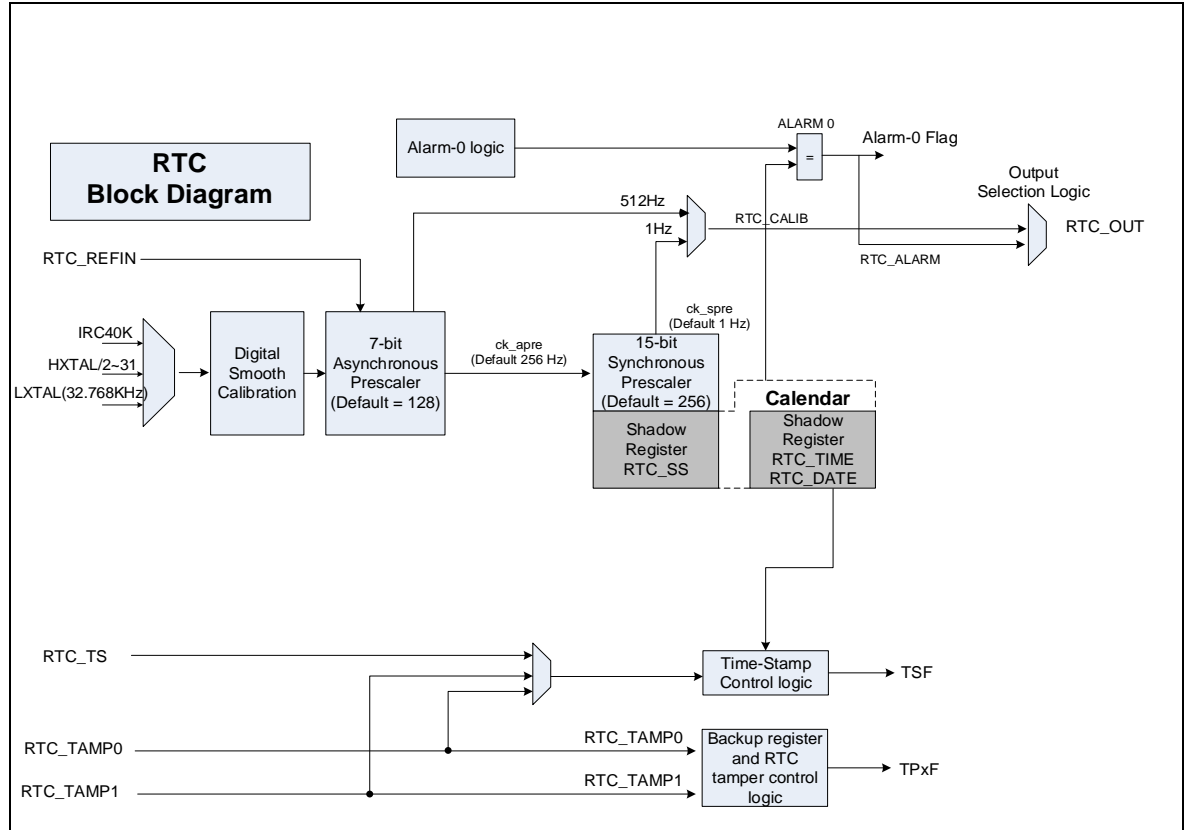 RTC
Block Diagram
Alarm-0 logic
ALARM 0
=
Alarm-0 Flag
Output
Selection Logic
RTC_OUT
512Hz
1Hz
RTC_CALIB
RTC_ALARM
RTC_REFIN
IRC40K
HXTAL/2~31
LXTAL(32.768KHz)
Digital
Smooth
Calibration
7-bit
Asynchronous
Prescaler
(Default = 128)
ck_apre
(Default 256 Hz)
ck_spre
(Default 1 Hz)
15-bit
Synchronous
Prescaler
(Default = 256)
Shadow
Register
RTC_SS
Calendar
Shadow
Register
RTC_TIME
RTC_DATE
RTC_TS
Time-Stamp
Control logic
TSF
RTC_TAMP0
RTC_TAMP0
RTC_TAMP1
RTC_TAMP1
Backup register
and RTC
tamper control
logic
TPxF